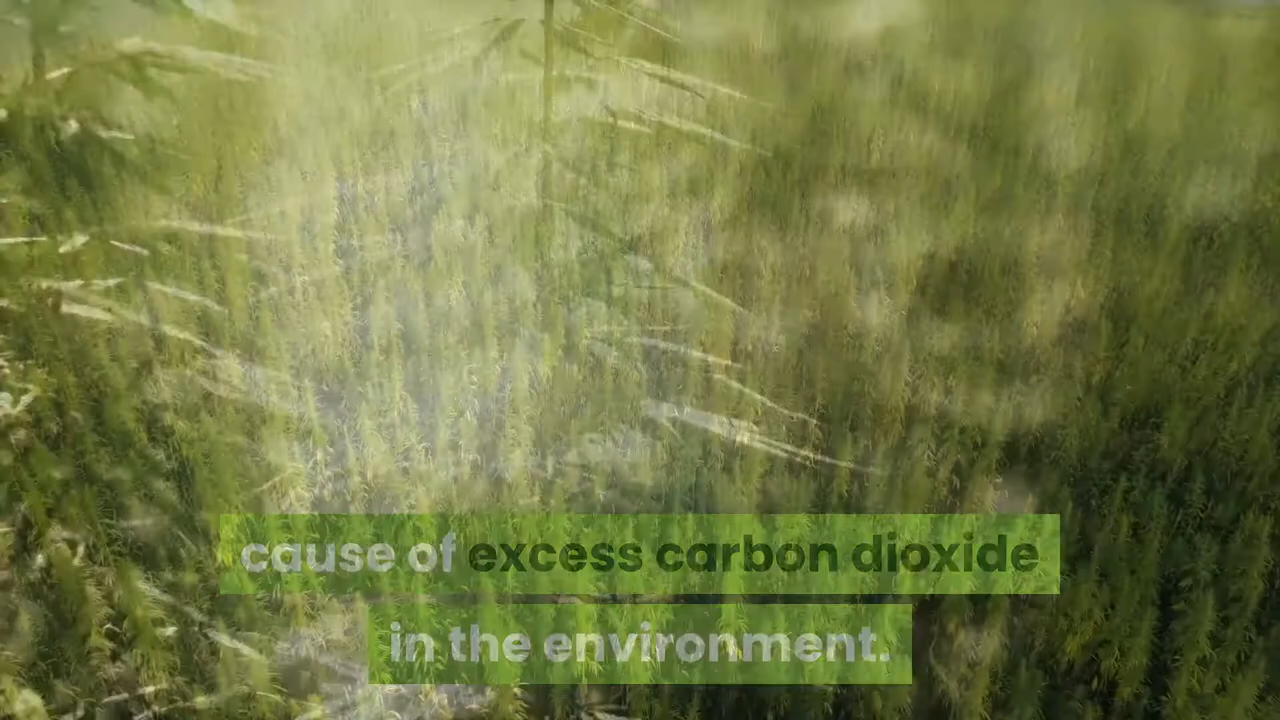 cause of excess carbon dioxide
in the environment.